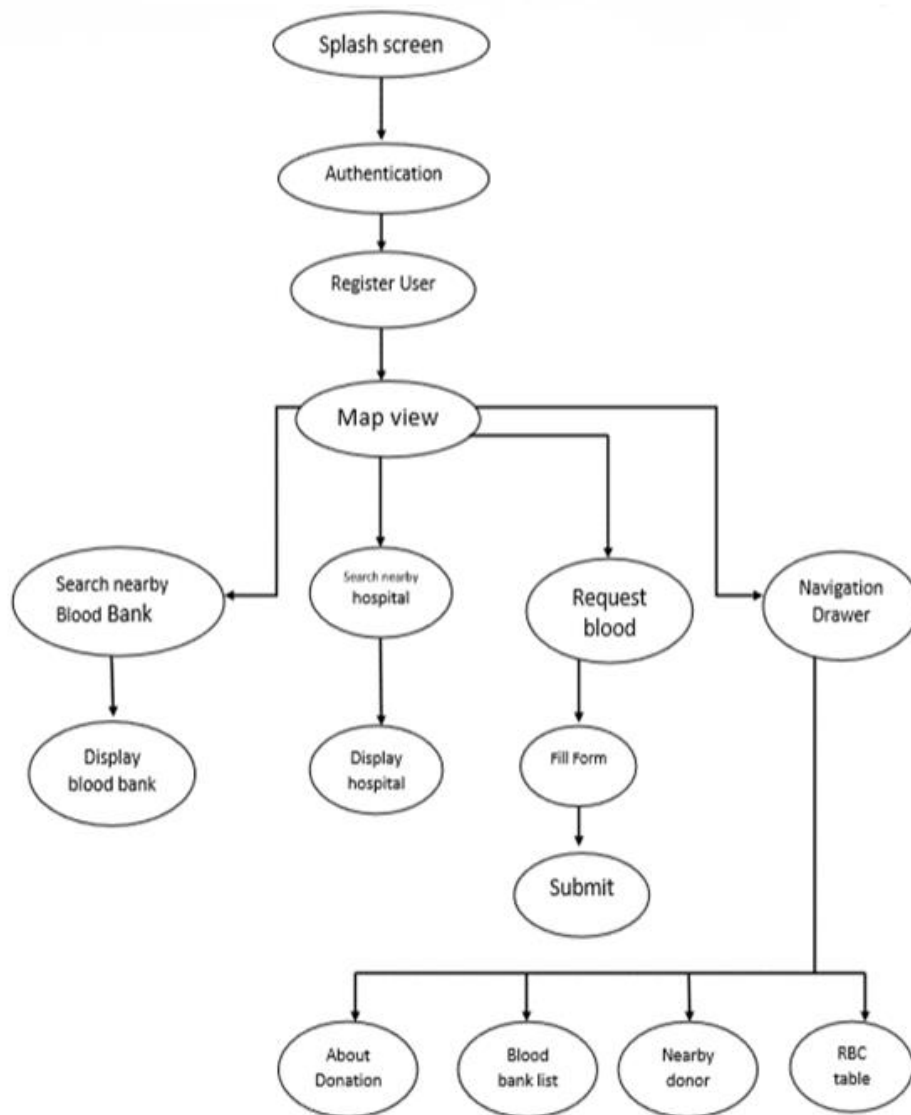 Splash screen
Authentication
Register User
Map view
Search nearby
Blood Bank
Search nearby
hospital
Request
blood
Navigation
Drawer
Display
blood bank
Display
hospital
Fill Form
Submit
About
Donation
Blood
bank list
Nearby
donor
RBC
table